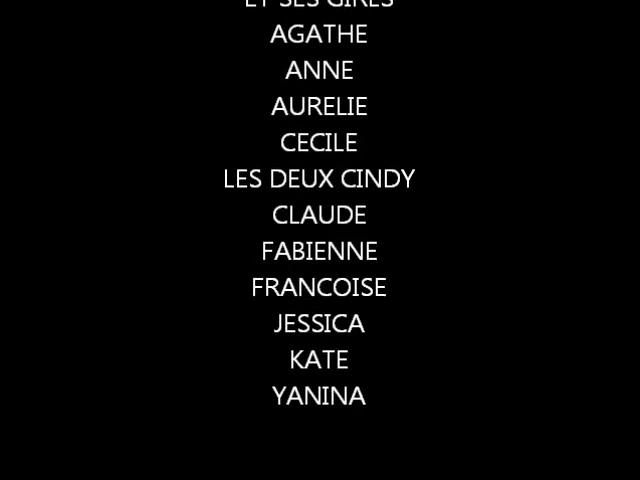 ET SES GIRLS
AGATHE
ANNE
AURELIE
CECILE
LES DEUX CINDY
CLAUDE
FABIENNE
FRANCOISE
JESSICA
KATE
YANINA